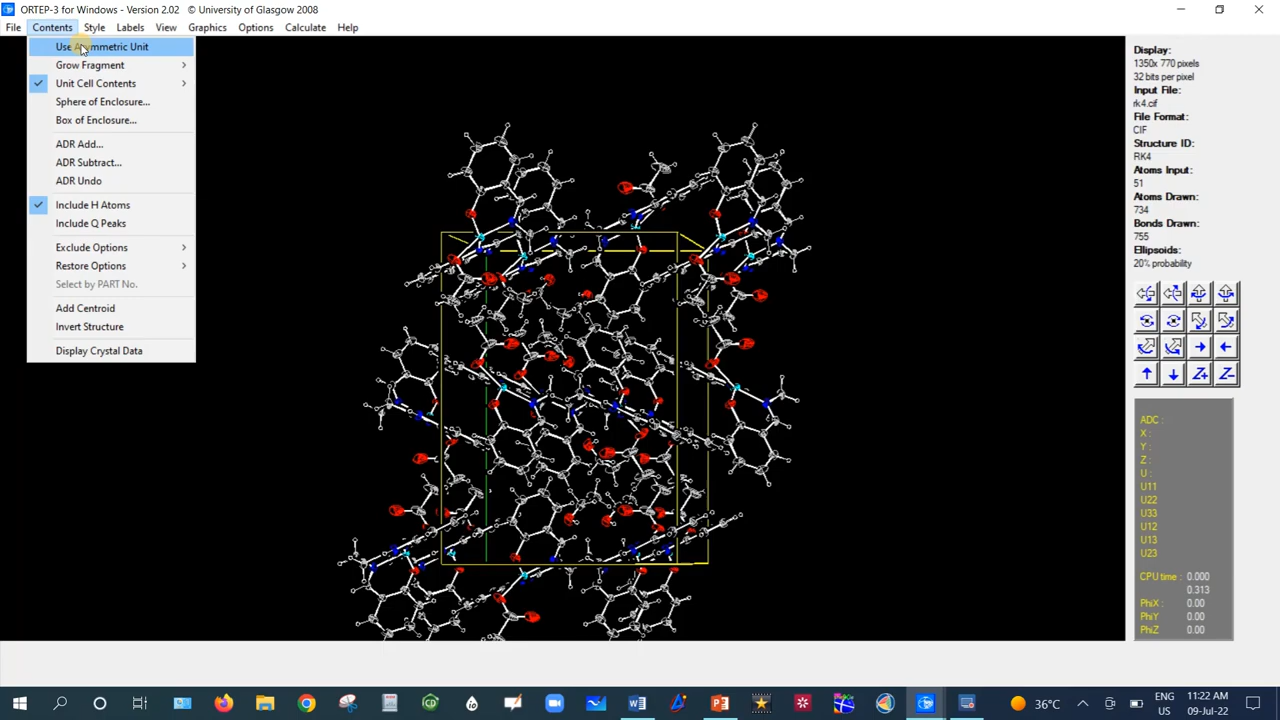 ORTEP-3 for Windows - Version 2.02 © University of Glasgow 2008
File Contents Style Labels View Graphics Options Calculate Help
Use Asymmetric Unit
Grow Fragment
Unit Cell Contents
Sphere of Enclosure...
Box of Enclosure...
ADR Add...
ADR Subtract...
ADR Undo
Include H Atoms
Include Q Peaks
Exclude Options
Restore Options
Select by PART No.
Add Centroid
Invert Structure
Display Crystal Data
Display:
1350x 770 pixels
32 bits per pixel
Input File:
rk4.cif
File Format:
CIF
Structure ID:
RK4
Atoms Input:
51
Atoms Drawn:
734
Bonds Drawn:
755
Ellipsoids:
20% probability
Z+ Z-
ADC :
X :
Y :
Z :
U :
U11
U22
U33
U12
U13
U23
CPU time : 0.000
0.313
PhiX : 0.00
PhiY 0.00
PhiZ 0.00
36°C
ENG
US
11:22 AM
09-Jul-22